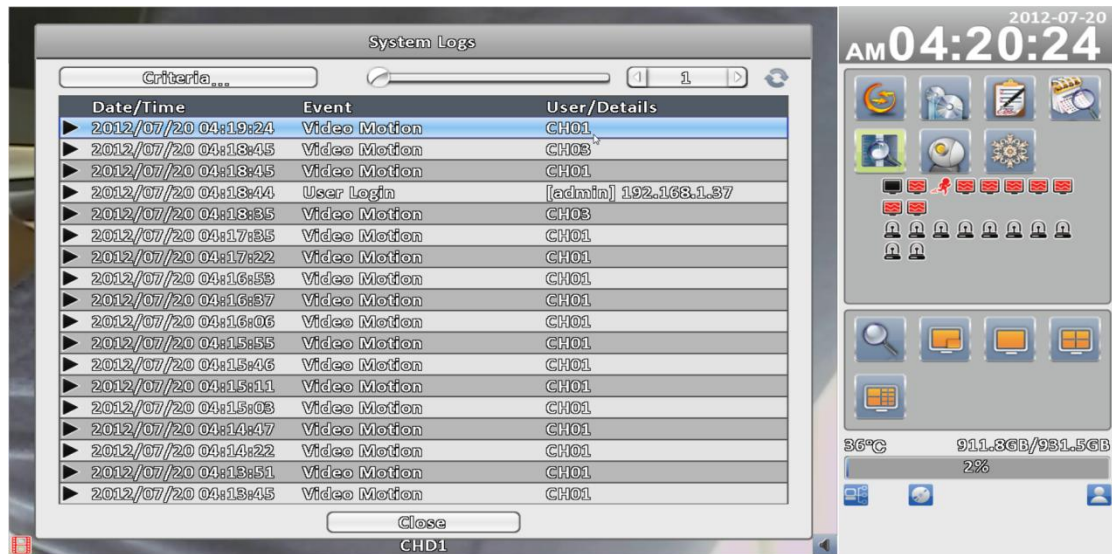 System Logs
Criteria...
1
Date/Time Event User/Details
2012/07/20 04:19:24 Video Motion CH01
2012/07/20 04:18:45 Video Motion CH03
2012/07/20 04:18:45 Video Motion CH01
2012/07/20 04:18:44 User Login [admin] 192.168.1.37
2012/07/20 04:18:35 Video Motion CH03
2012/07/20 04:17:35 Video Motion CH01
2012/07/20 04:17:22 Video Motion CH01
2012/07/20 04:16:53 Video Motion CH01
2012/07/20 04:16:37 Video Motion CH01
2012/07/20 04:16:06 Video Motion CH01
2012/07/20 04:15:55 Video Motion CH01
2012/07/20 04:15:46 Video Motion CH01
2012/07/20 04:15:11 Video Motion CH01
2012/07/20 04:15:03 Video Motion CH01
2012/07/20 04:14:47 Video Motion CH01
2012/07/20 04:14:22 Video Motion CH01
2012/07/20 04:13:51 Video Motion CH01
2012/07/20 04:13:45 Video Motion CH01
Close
CHD1
2012-07-20
AM04:20:24
36°C 911.8GB/931.5GB
2%